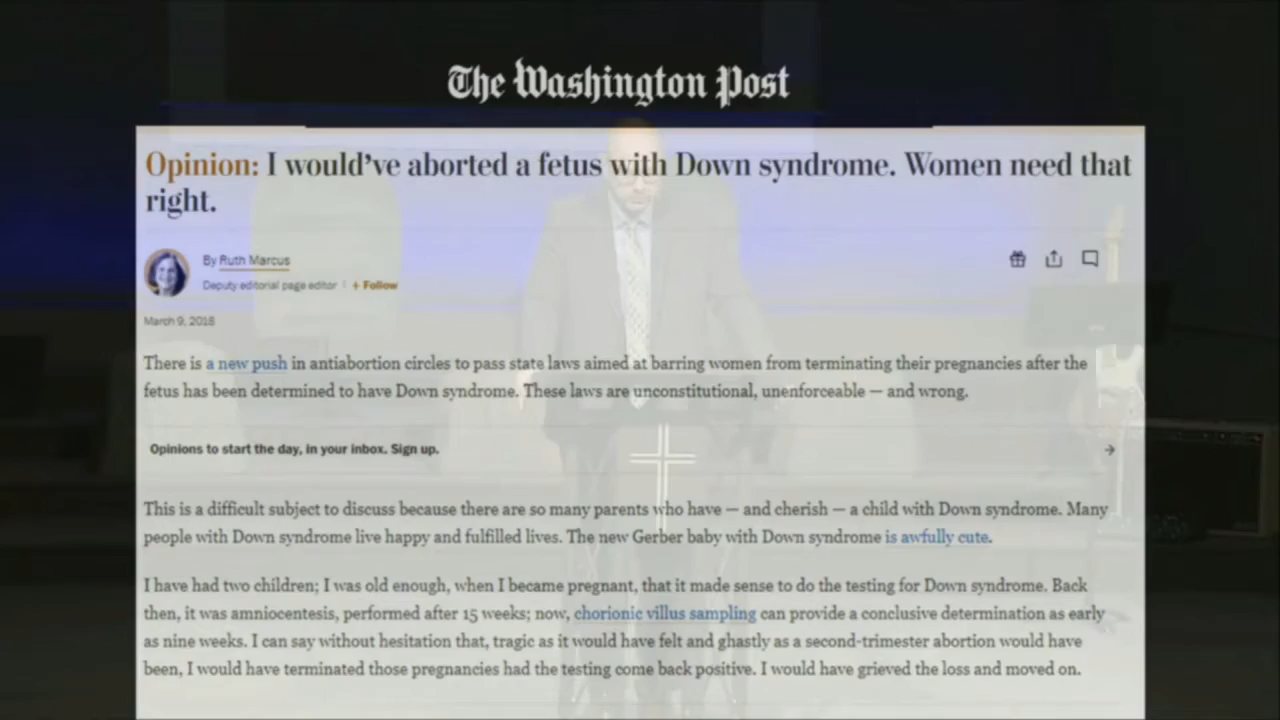 The Washington Post
Opinion: I would've aborted a fetus with Down syndrome. Women need that
right.
By Ruth Marcus
Deputy editorial page editor | + Follow
March 9, 2018
There is a new push in antiabortion circles to pass state laws aimed at barring women from terminating their pregnancies after the
fetus has been determined to have Down syndrome. These laws are unconstitutional, unenforceable — and wrong.
Opinions to start the day, in your inbox. Sign up.
This is a difficult subject to discuss because there are so many parents who have — and cherish — a child with Down syndrome. Many
people with Down syndrome live happy and fulfilled lives. The new Gerber baby with Down syndrome is awfully cute.
I have had two children; I was old enough, when I became pregnant, that it made sense to do the testing for Down syndrome. Back
then, it was amniocentesis, performed after 15 weeks; now, chorionic villus sampling can provide a conclusive determination as early
as nine weeks. I can say without hesitation that, tragic as it would have felt and ghastly as a second-trimester abortion would have
been, I would have terminated those pregnancies had the testing come back positive. I would have grieved the loss and moved on.